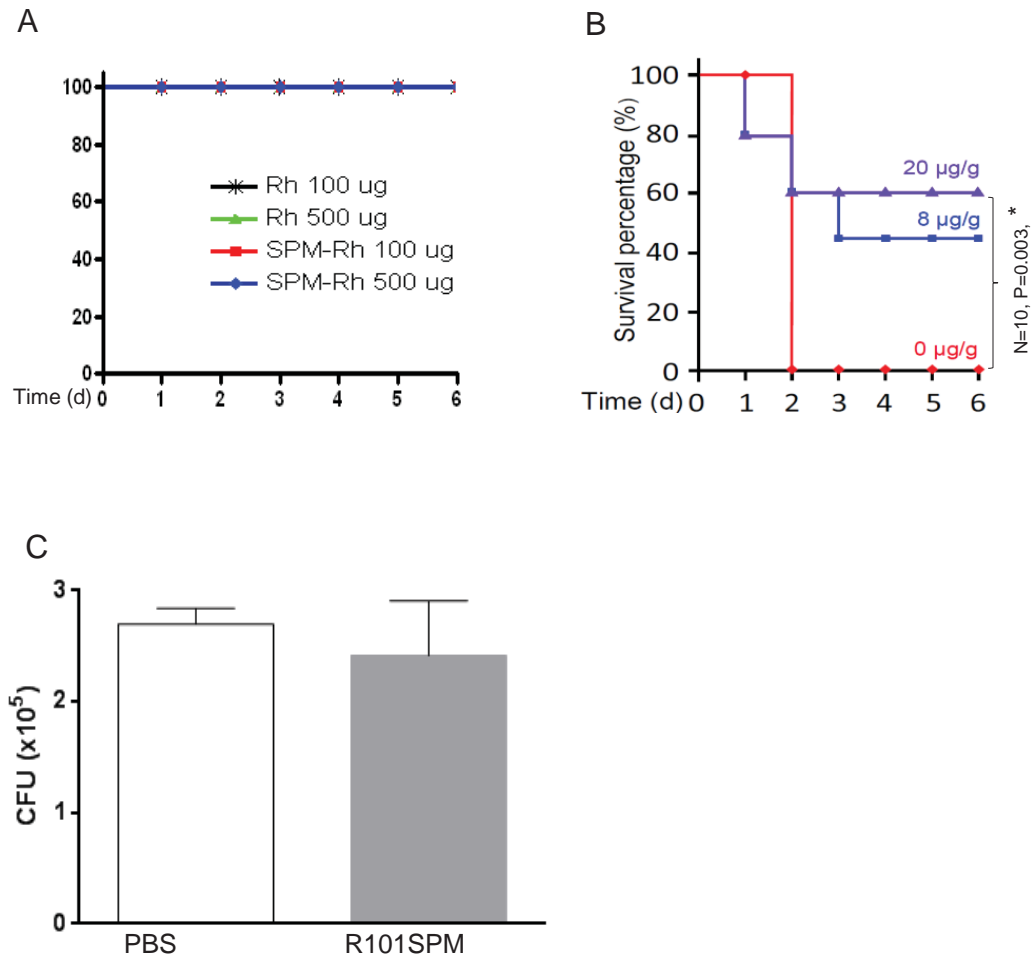 A
100
80
60
40
20
0
Rh 100 ug
Rh 500 ug
SPM-Rh 100 ug
SPM-Rh 500 ug
Time (d) 0 1 2 3 4 5 6
B
Survival percentage (%)
100
80
60
40
20
0
20 µg/g
8 µg/g
0 µg/g
N=10, P=0.003, *
Time (d) 0 1 2 3 4 5 6
C
CFU (x10⁵)
3
2
1
0
PBS R101SPM